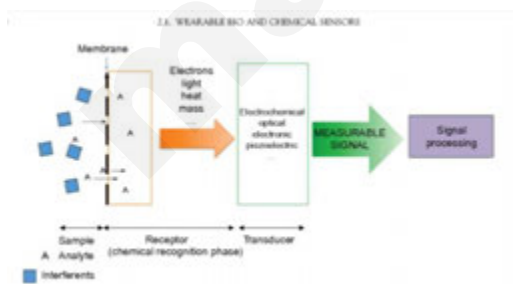 2.6. WEARABLE BIO AND CHEMICAL SENSORS
Membrane
Electrons
light
heat
mass
...
Electrochemical
optical
electronic
piezoelectric
...
MEASURABLE
SIGNAL
Signal
processing
A
A
A
A
A
A
Sample
Receptor
(chemical recognition phase)
Transducer
A Analyte
Interferents